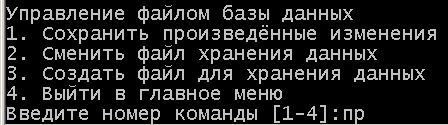 Управление файлом базы данных
1. Сохранить произведённые изменения
2. Сменить файл хранения данных
3. Создать файл для хранения данных
4. Выйти в главное меню
Введите номер команды [1-4]:пр